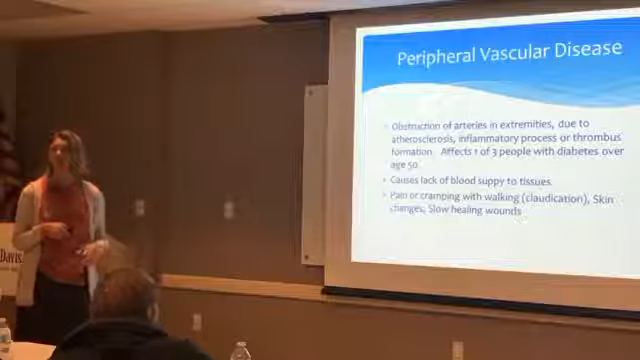 Peripheral Vascular Disease
Obstruction of arteries in extremities, due to
atherosclerosis, inflammatory process or thrombus
formation. Affects 1 of 3 people with diabetes over
age 50.
Causes lack of blood suppy to tissues.
Pain or cramping with walking (claudication), Skin
changes, Slow healing wounds
Davis